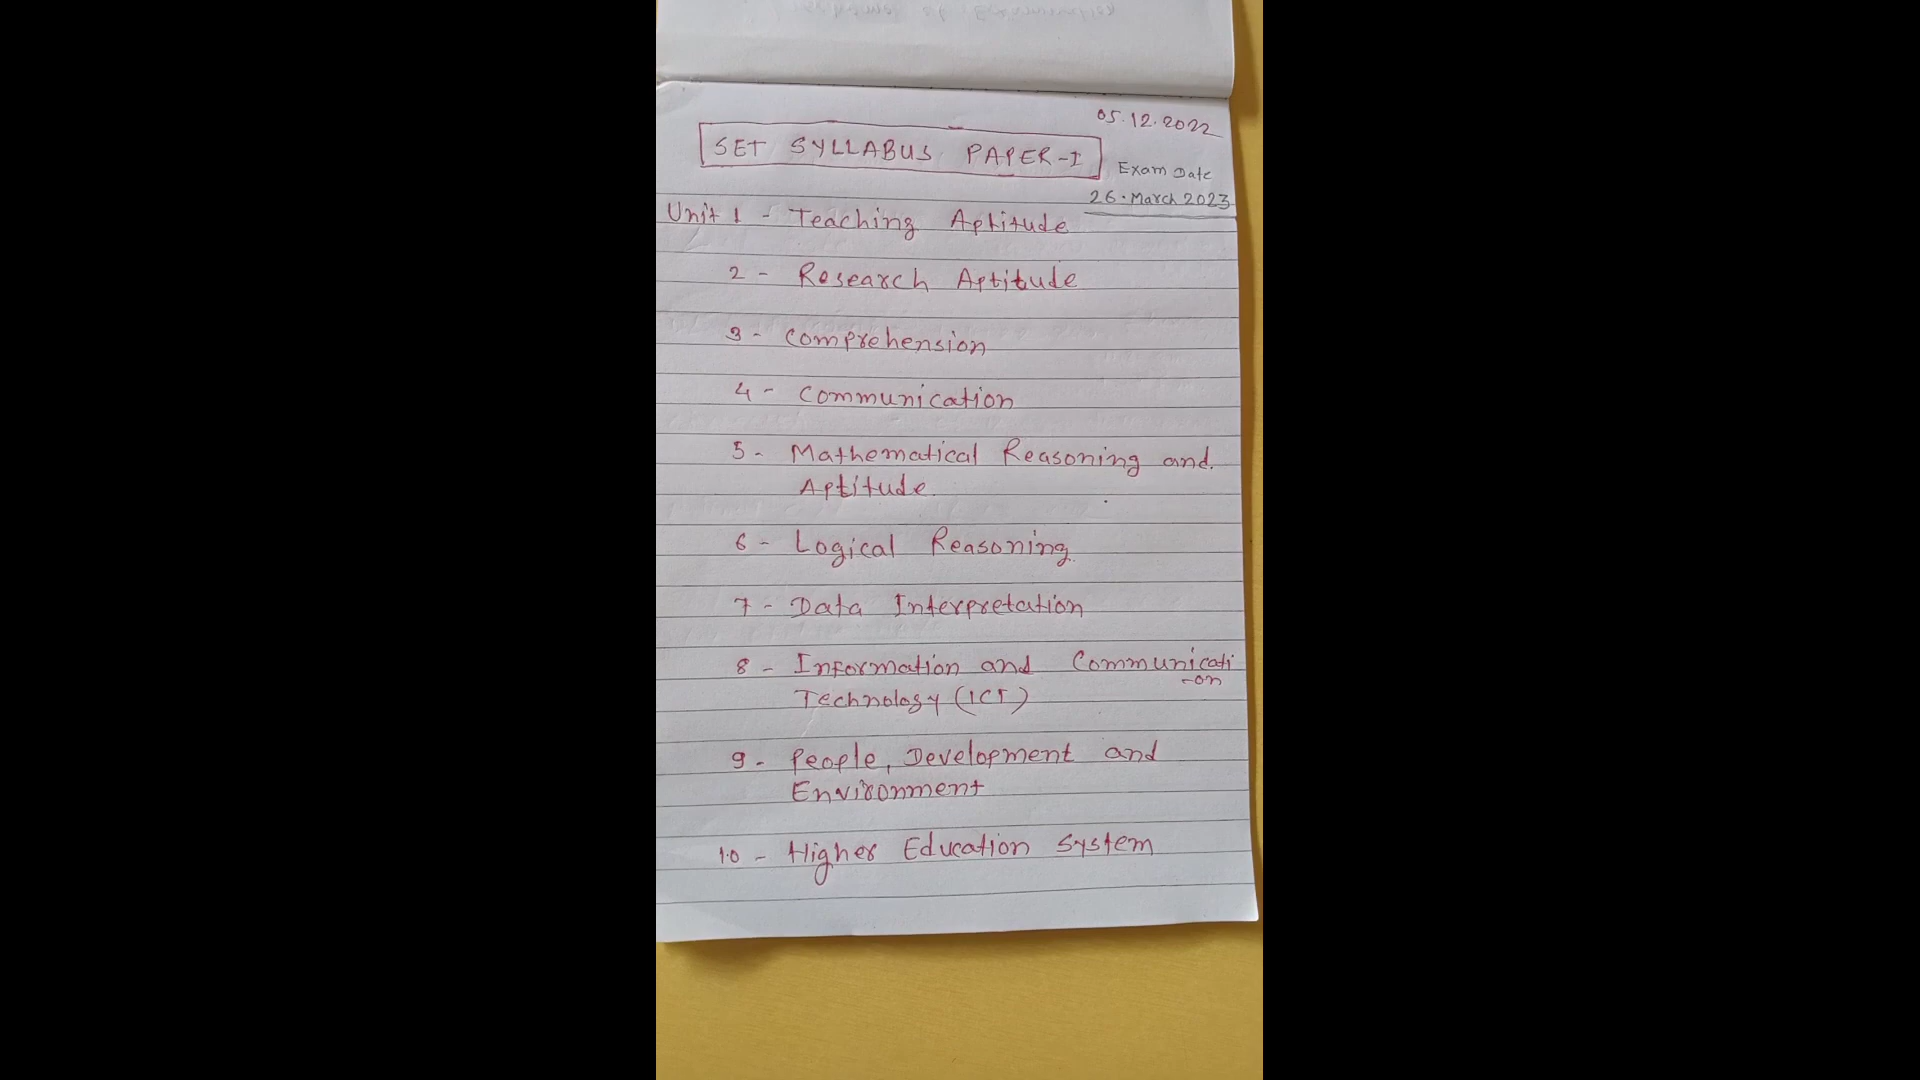 05.12.2022
SET SYLLABUS PAPER-I
Exam Date
26.March 2023
Unit 1 - Teaching Aptitude
2 - Research Aptitude
3 - Comprehension
4 - Communication
5 - Mathematical Reasoning and
Aptitude.
6 - Logical Reasoning
7 - Data Interpretation
8 - Information and Communicati
-on
Technology (ICT)
9 - People, Development and
Environment
10 - Higher Education System